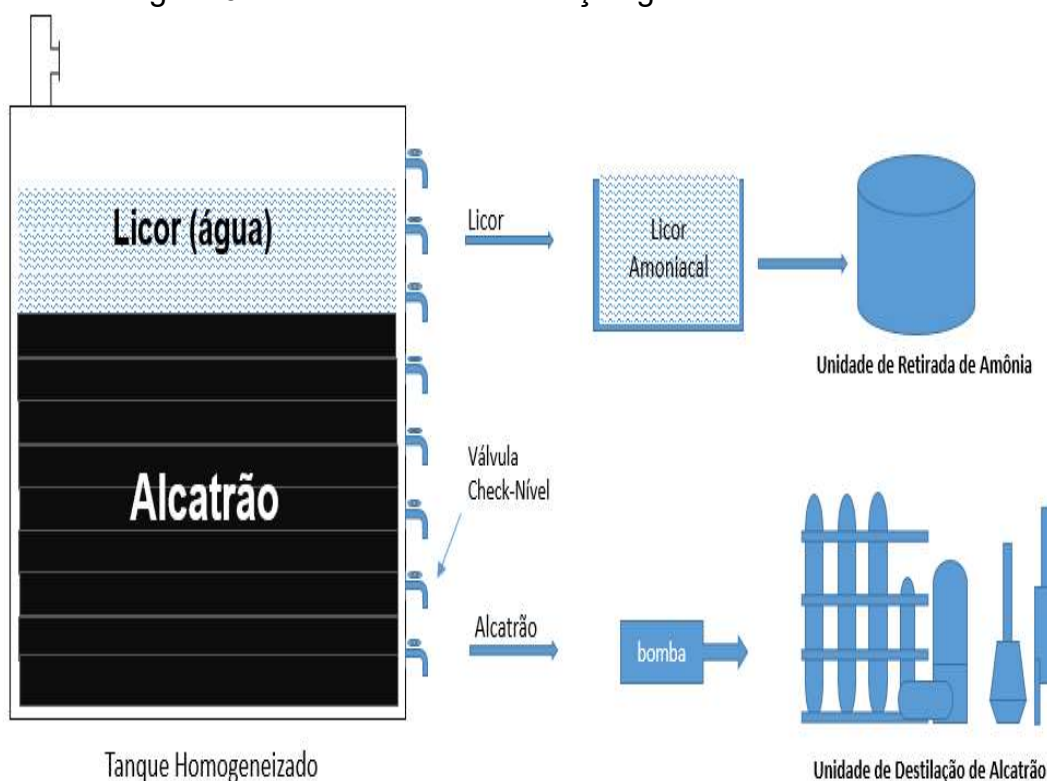 Licor (água)
Licor
Licor
Amoniacal
Unidade de Retirada de Amônia
Válvula
Check-Nível
Alcatrão
Alcatrão
bomba
Tanque Homogeneizado
Unidade de Destilação de Alcatrão